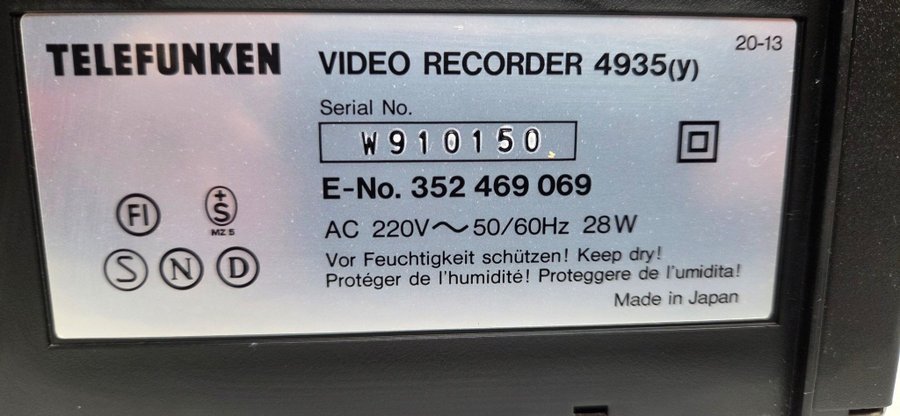 20-13
TELEFUNKEN VIDEO RECORDER 4935(y)
Serial No.
W910150
E-No. 352 469 069
AC 220V～50/60Hz 28W
Vor Feuchtigkeit schützen! Keep dry!
Protéger de l'humidité! Proteggere de l'umidita!
Made in Japan
FI
+
S
MZ 5
S N D